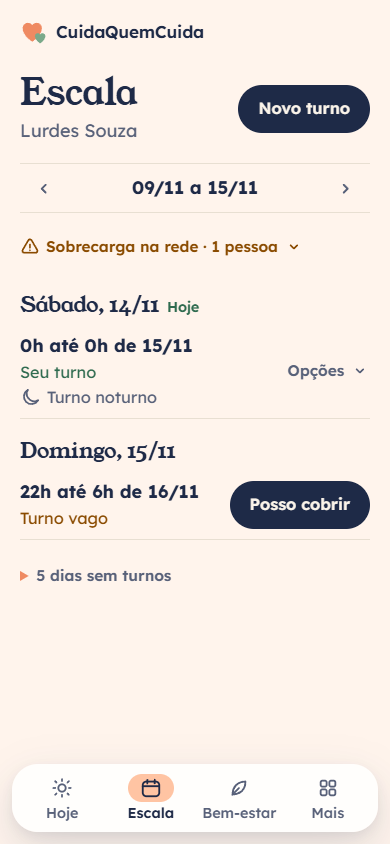 CuidaQuemCuida
Escala
Lurdes Souza
Novo turno
09/11 a 15/11
Sobrecarga na rede · 1 pessoa
Sábado, 14/11 Hoje
0h até 0h de 15/11
Seu turno
Turno noturno
Opções
Domingo, 15/11
22h até 6h de 16/11
Turno vago
Posso cobrir
5 dias sem turnos
Hoje
Escala
Bem-estar
Mais